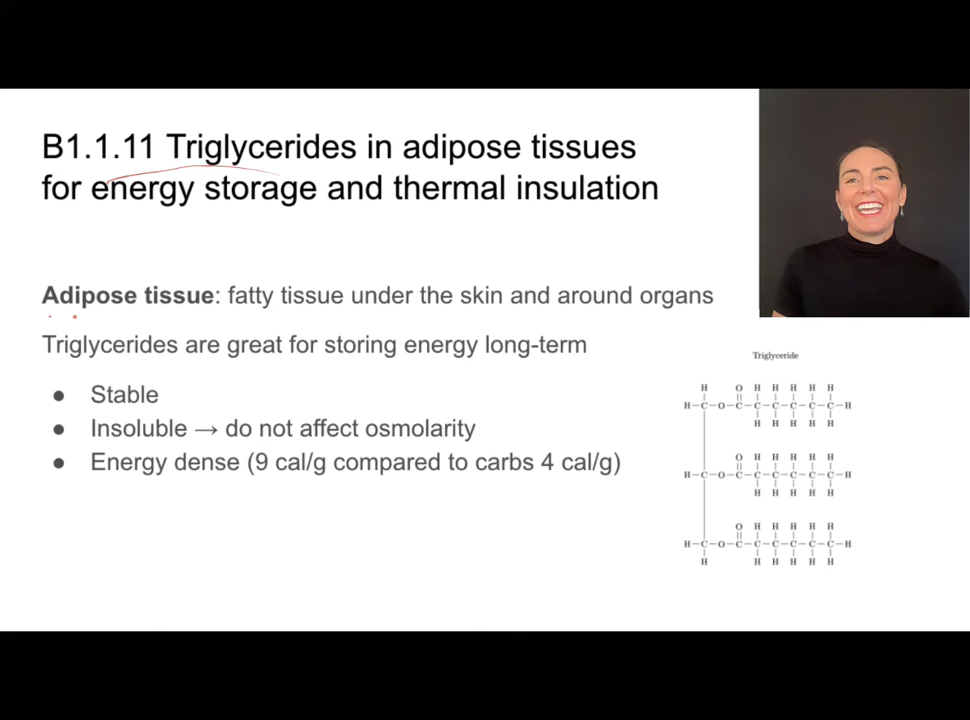 B1.1.11 Triglycerides in adipose tissues
for energy storage and thermal insulation
Adipose tissue: fatty tissue under the skin and around organs
Triglycerides are great for storing energy long-term
● Stable
● Insoluble → do not affect osmolarity
● Energy dense (9 cal/g compared to carbs 4 cal/g)
Triglyceride
H O H H H H H
H–C–O–C–C–C–C–C–C–H
H H H H H
O H H H H H
H–C–O–C–C–C–C–C–C–H
H H H H H
O H H H H H
H–C–O–C–C–C–C–C–C–H
H H H H H H